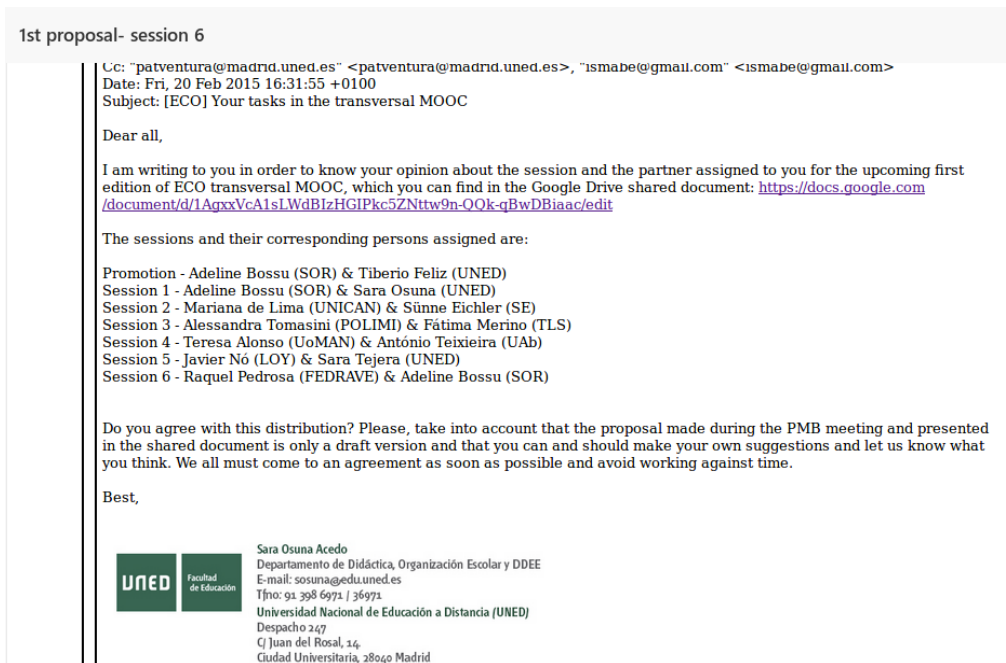 1st proposal- session 6
Cc: "patventura@madrid.uned.es" <patventura@madrid.uned.es>, "ismabe@gmail.com" <ismabe@gmail.com>
Date: Fri, 20 Feb 2015 16:31:55 +0100
Subject: [ECO] Your tasks in the transversal MOOC
Dear all,
I am writing to you in order to know your opinion about the session and the partner assigned to you for the upcoming first
edition of ECO transversal MOOC, which you can find in the Google Drive shared document: https://docs.google.com
/document/d/1AgxxVcA1sLWdBIzHGIPkc5ZNttw9n-QQk-qBwDBiaac/edit
The sessions and their corresponding persons assigned are:
Promotion - Adeline Bossu (SOR) & Tiberio Feliz (UNED)
Session 1 - Adeline Bossu (SOR) & Sara Osuna (UNED)
Session 2 - Mariana de Lima (UNICAN) & Sünne Eichler (SE)
Session 3 - Alessandra Tomasini (POLIMI) & Fátima Merino (TLS)
Session 4 - Teresa Alonso (UoMAN) & António Teixieira (UAb)
Session 5 - Javier Nó (LOY) & Sara Tejera (UNED)
Session 6 - Raquel Pedrosa (FEDRAVE) & Adeline Bossu (SOR)
Do you agree with this distribution? Please, take into account that the proposal made during the PMB meeting and presented
in the shared document is only a draft version and that you can and should make your own suggestions and let us know what
you think. We all must come to an agreement as soon as possible and avoid working against time.
Best,
UNED
Facultad
de Educación
Sara Osuna Acedo
Departamento de Didáctica, Organización Escolar y DDEE
E-mail: sosuna@edu.uned.es
Tfno: 91 398 6971 / 36971
Universidad Nacional de Educación a Distancia (UNED)
Despacho 247
C/ Juan del Rosal, 14.
Ciudad Universitaria, 28040 Madrid